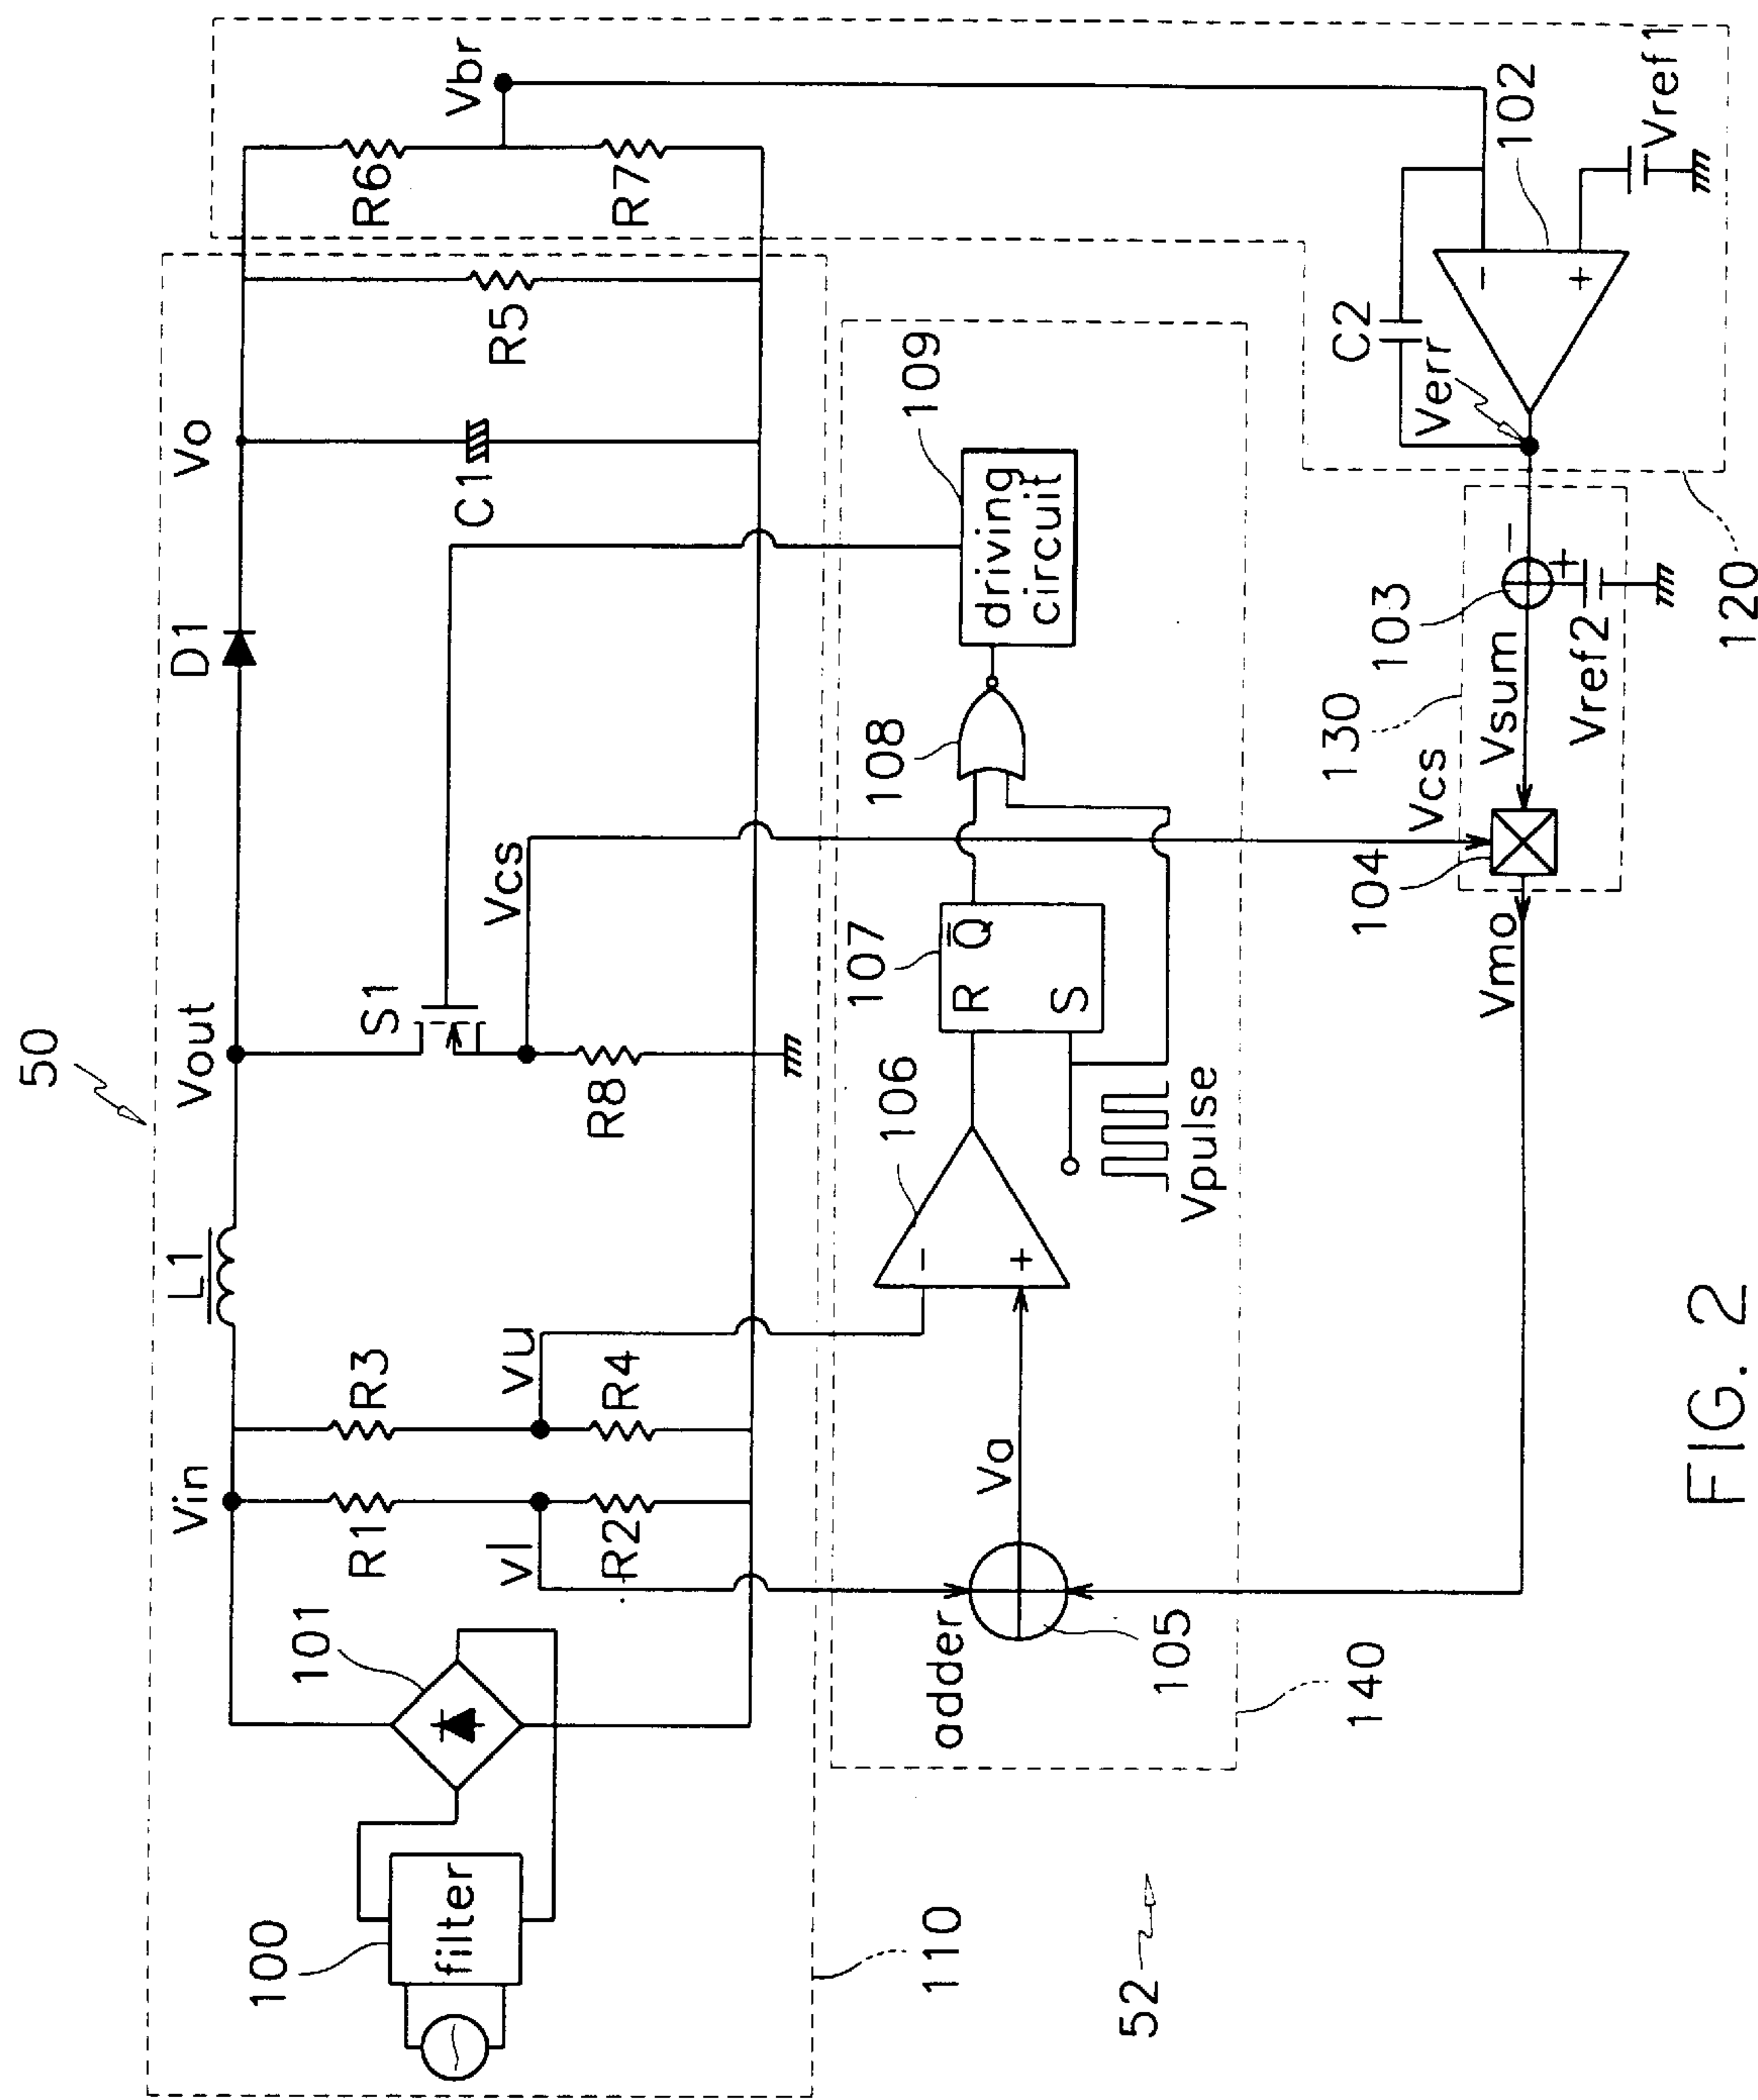 50
Vin
L1
Vout
D1
Vo
Vbr
R1
R3
S1
R6
vl
vu
Vcs
C1
R5
R2
R4
R8
R7
100
filter
101
110
adder
105
Va
106
−
+
107
R
Q̅
S
Vpulse
108
109
driving
circuit
140
52
Vmo
104
Vcs
130
Vsum
103
−
+
Vref2
Verr
C2
−
+
102
Vref1
120
FIG. 2